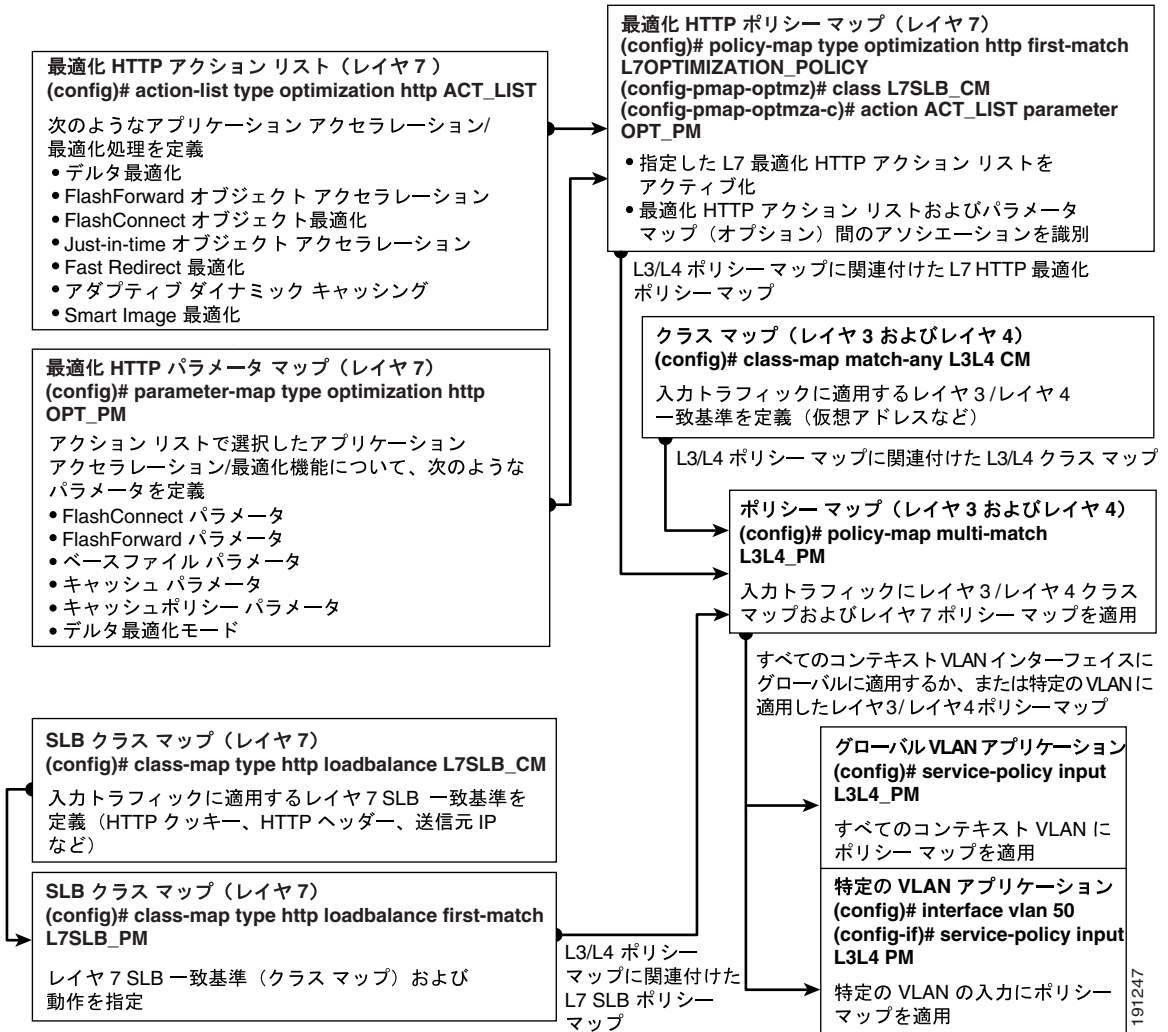 最適化 HTTP アクション リスト（レイヤ 7 ）
(config)# action-list type optimization http ACT_LIST
次のようなアプリケーション アクセラレーション/
最適化処理を定義
• デルタ最適化
• FlashForward オブジェクト アクセラレーション
• FlashConnect オブジェクト最適化
• Just-in-time オブジェクト アクセラレーション
• Fast Redirect 最適化
• アダプティブ ダイナミック キャッシング
• Smart Image 最適化
最適化 HTTP パラメータ マップ（レイヤ 7）
(config)# parameter-map type optimization http
OPT_PM
アクション リストで選択したアプリケーション
アクセラレーション/最適化機能について、次のような
パラメータを定義
• FlashConnect パラメータ
• FlashForward パラメータ
• ベースファイル パラメータ
• キャッシュ パラメータ
• キャッシュポリシー パラメータ
• デルタ最適化モード
SLB クラス マップ（レイヤ 7）
(config)# class-map type http loadbalance L7SLB_CM
入力トラフィックに適用するレイヤ 7 SLB 一致基準を
定義（HTTP クッキー、HTTP ヘッダー、送信元 IP
など）
SLB クラス マップ（レイヤ 7）
(config)# class-map type http loadbalance first-match
L7SLB_PM
レイヤ 7 SLB 一致基準（クラス マップ）および
動作を指定
最適化 HTTP ポリシー マップ（レイヤ 7）
(config)# policy-map type optimization http first-match
L7OPTIMIZATION_POLICY
(config-pmap-optmz)# class L7SLB_CM
(config-pmap-optmza-c)# action ACT_LIST parameter
OPT_PM
• 指定した L7 最適化 HTTP アクション リストを
アクティブ化
• 最適化 HTTP アクション リストおよびパラメータ
マップ（オプション）間のアソシエーションを識別
L3/L4 ポリシー マップに関連付けた L7 HTTP 最適化
ポリシー マップ
クラス マップ（レイヤ 3 およびレイヤ 4）
(config)# class-map match-any L3L4 CM
入力トラフィックに適用するレイヤ 3 /レイヤ 4
一致基準を定義（仮想アドレスなど）
L3/L4 ポリシー マップに関連付けた L3/L4 クラス マップ
ポリシー マップ（レイヤ 3 およびレイヤ 4）
(config)# policy-map multi-match
L3L4_PM
入力トラフィックにレイヤ 3 /レイヤ 4 クラス
マップおよびレイヤ 7 ポリシー マップを適用
すべてのコンテキスト VLAN インターフェイスに
グローバルに適用するか、または特定の VLAN に
適用したレイヤ 3/ レイヤ 4 ポリシーマップ
グローバル VLAN アプリケーション
(config)# service-policy input
L3L4_PM
すべてのコンテキスト VLAN に
ポリシー マップを適用
特定の VLAN アプリケーション
(config)# interface vlan 50
(config-if)# service-policy input
L3L4 PM
特定の VLAN の入力にポリシー
マップを適用
L3/L4 ポリシー
マップに関連付けた
L7 SLB ポリシー
マップ
191247